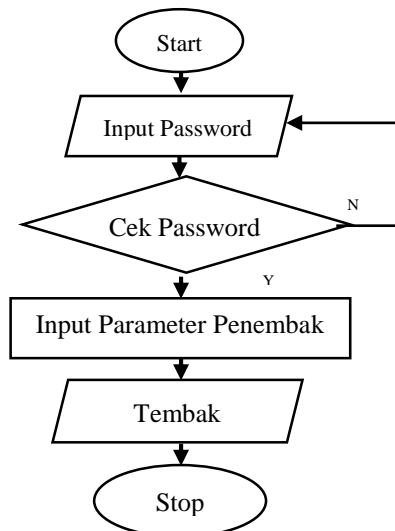 Start
Input Password
Cek Password
N
Y
Input Parameter Penembak
Tembak
Stop